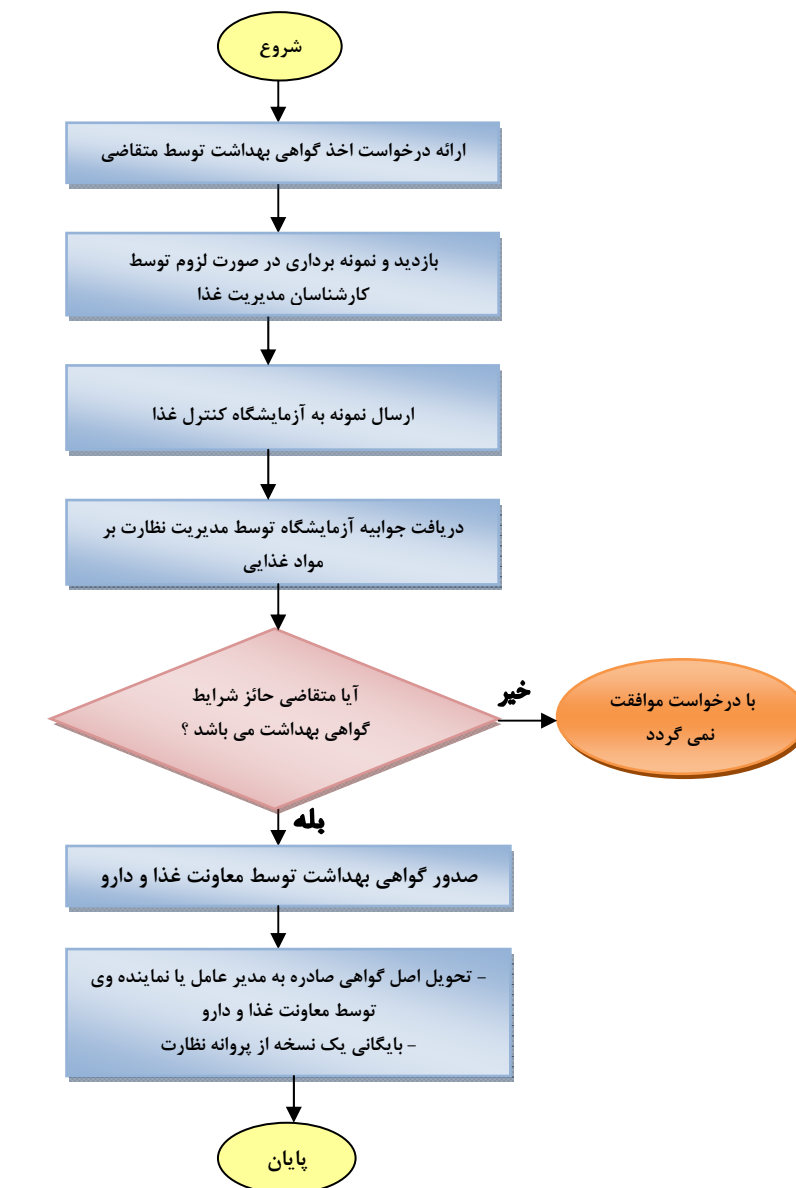 شروع
ارائه درخواست اخذ گواهی بهداشت توسط متقاضی
بازدید و نمونه برداری در صورت لزوم توسط
کارشناسان مدیریت غذا
ارسال نمونه به آزمایشگاه کنترل غذا
دریافت جوابیه آزمایشگاه توسط مدیریت نظارت بر
مواد غذایی
آیا متقاضی حائز شرایط
گواهی بهداشت می باشد ؟
خیر
با درخواست موافقت
نمی گردد
بله
صدور گواهی بهداشت توسط معاونت غذا و دارو
- تحویل اصل گواهی صادره به مدیر عامل یا نماینده وی
توسط معاونت غذا و دارو
- بایگانی یک نسخه از پروانه نظارت
پایان